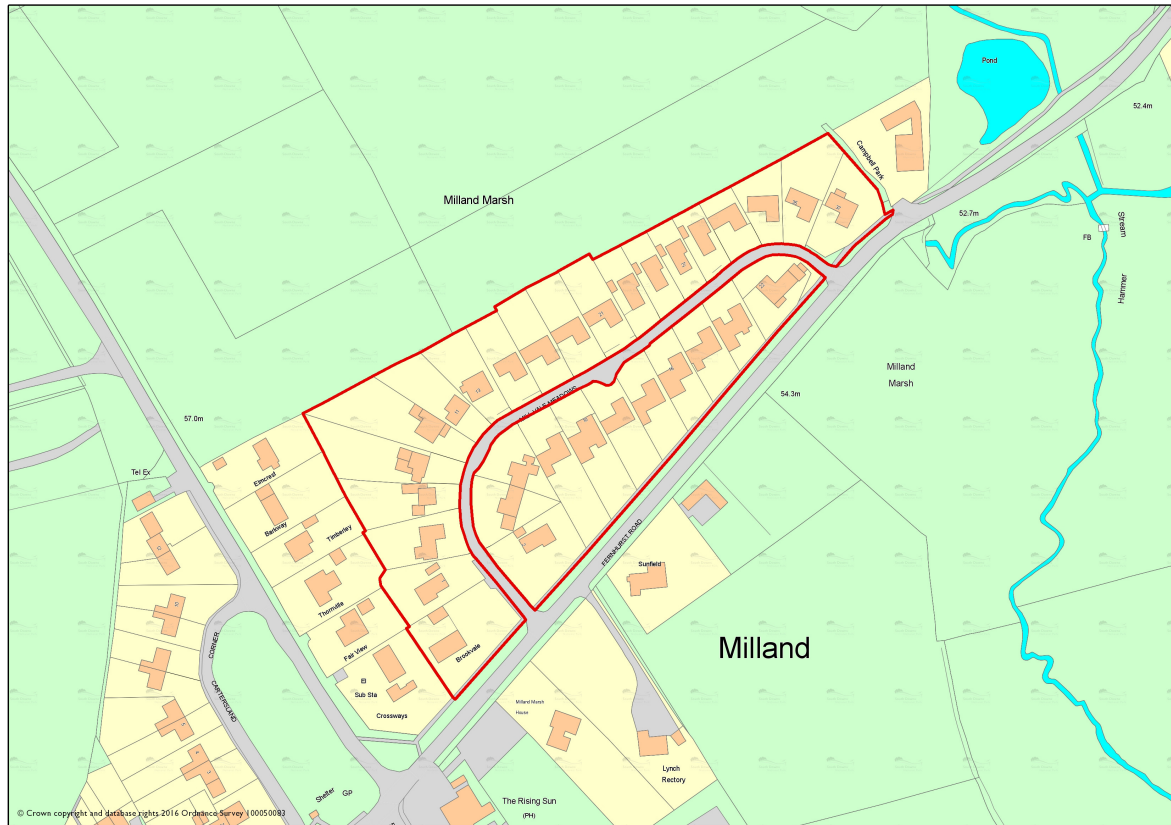 Pond
52.4m
Campbell Park
Milland Marsh
52.7m
FB
Stream
Hammer
Milland
Marsh
54.3m
57.0m
MILL VALE MEADOWS
Tel Ex
Elmcrest
Barkway
Timberley
Thornville
Fair View
El
Sub Sta
Crossways
Brookvale
FERNHURST ROAD
Sunfield
Milland
CORNER
CARTERSLAND
Milland Marsh
House
Lynch
Rectory
Shelter
GP
The Rising Sun
(PH)
© Crown copyright and database rights 2016 Ordnance Survey 100050083